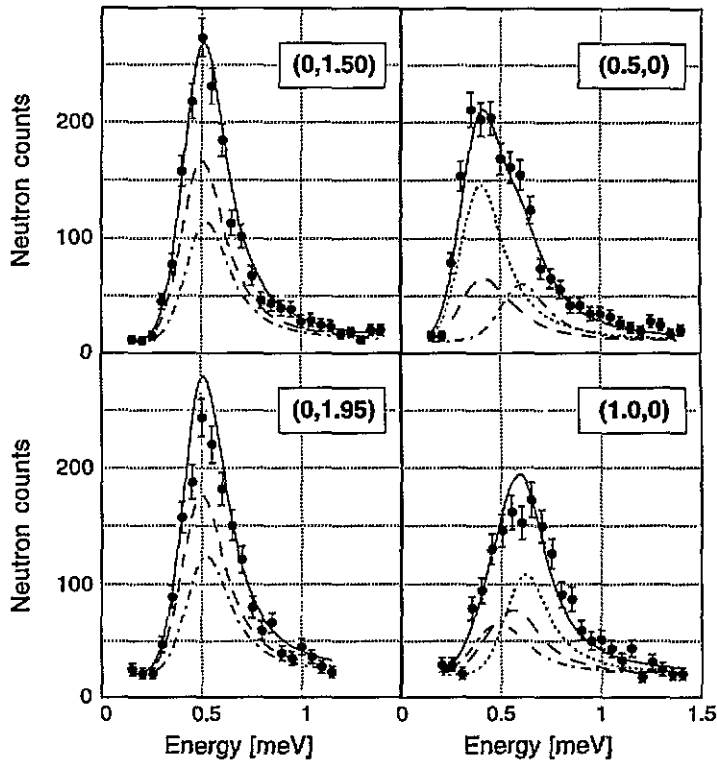 (0,1.50)
(0.5,0)
200
100
0
Neutron counts
(0,1.95)
(1.0,0)
200
100
0
Neutron counts
0 0.5 1 0 0.5 1 1.5
Energy [meV] Energy [meV]